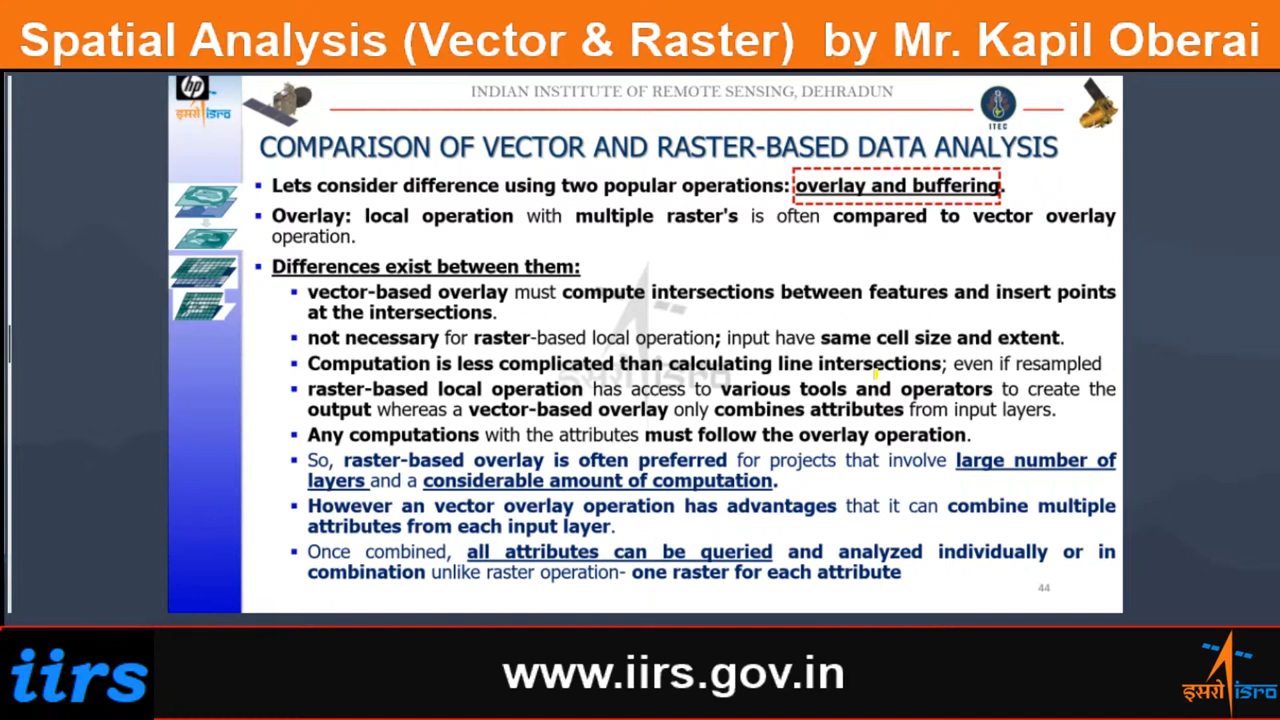 Spatial Analysis (Vector & Raster) by Mr. Kapil Oberai
hp
इसरो isro
INDIAN INSTITUTE OF REMOTE SENSING, DEHRADUN
ITEC
COMPARISON OF VECTOR AND RASTER-BASED DATA ANALYSIS
▪ Lets consider difference using two popular operations: overlay and buffering.
▪ Overlay: local operation with multiple raster's is often compared to vector overlay
operation.
▪ Differences exist between them:
▪ vector-based overlay must compute intersections between features and insert points
at the intersections.
▪ not necessary for raster-based local operation; input have same cell size and extent.
▪ Computation is less complicated than calculating line intersections; even if resampled
▪ raster-based local operation has access to various tools and operators to create the
output whereas a vector-based overlay only combines attributes from input layers.
▪ Any computations with the attributes must follow the overlay operation.
▪ So, raster-based overlay is often preferred for projects that involve large number of
layers and a considerable amount of computation.
▪ However an vector overlay operation has advantages that it can combine multiple
attributes from each input layer.
▪ Once combined, all attributes can be queried and analyzed individually or in
combination unlike raster operation- one raster for each attribute
इसरो isro
44
iirs
www.iirs.gov.in
इसरो isro